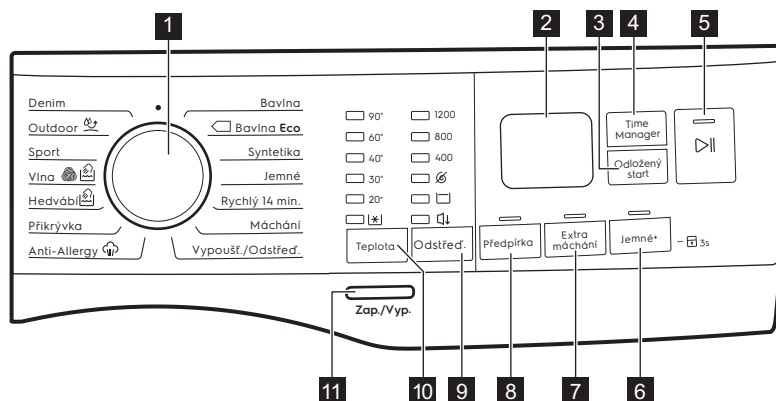 1
2
3
4
5
Denim
Outdoor
Sport
Vlna
Hedvábí
Přikrývka
Anti-Allergy
Bavlna
Bavlna Eco
Syntetika
Jemné
Rychlý 14 min.
Máchání
Vypoušť./Odstřeď.
90°
60°
40°
30°
20°
1200
800
400
Teplota
Odstřeď.
Time
Manager
Odložený
start
Předpírka
Extra
máchání
Jemné+
3s
Zap./Vyp.
11
10
9
8
7
6